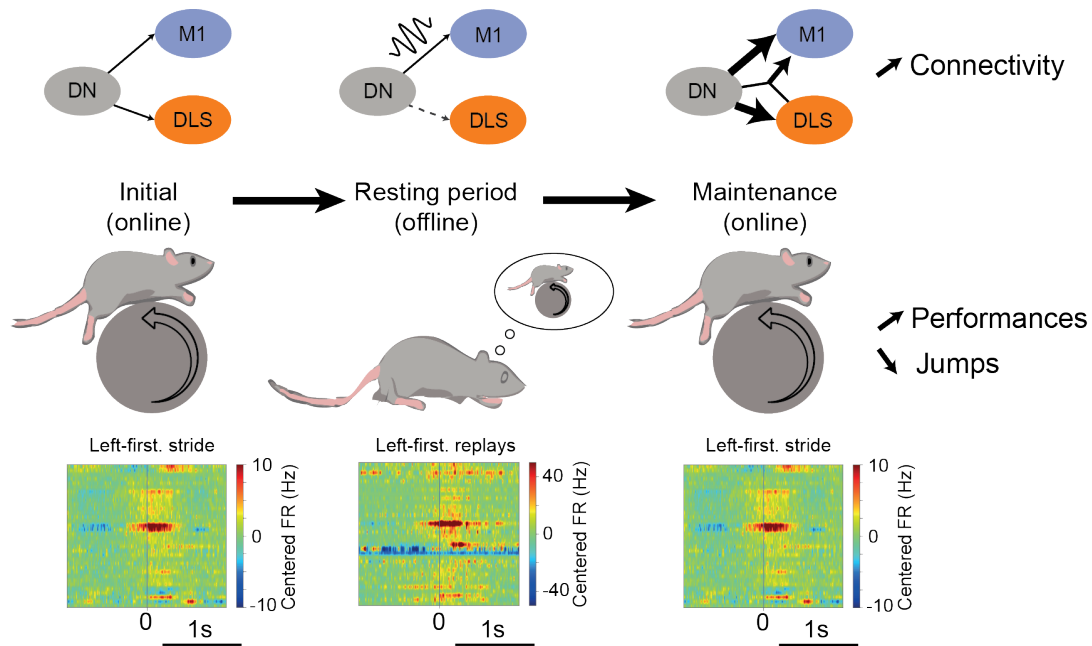 M1
DN
DLS
M1
DN
DLS
M1
DN
DLS
Connectivity
Initial
(online)
Resting period
(offline)
Maintenance
(online)
Performances
Jumps
Left-first. stride
10
0
-10
Centered FR (Hz)
0
1s
Left-first. replays
40
0
-40
Centered FR (Hz)
0
1s
Left-first. stride
10
0
-10
Centered FR (Hz)
0
1s